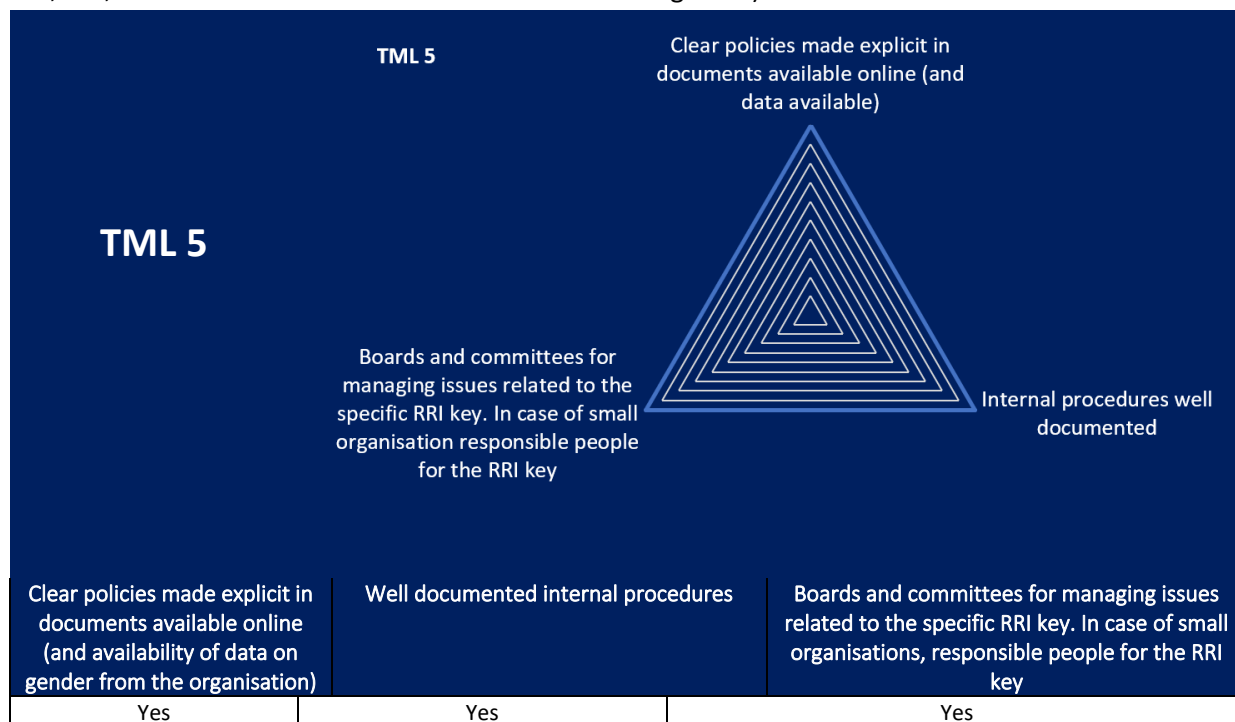 TML 5
Clear policies made explicit in
documents available online (and
data available)
TML 5
Boards and committees for
managing issues related to the
specific RRI key. In case of small
organisation responsible people
for the RRI key
Internal procedures well
documented
Clear policies made explicit in
documents available online
(and availability of data on
gender from the organisation)
Well documented internal procedures
Boards and committees for managing issues
related to the specific RRI key. In case of small
organisations, responsible people for the RRI
key
Yes
Yes
Yes